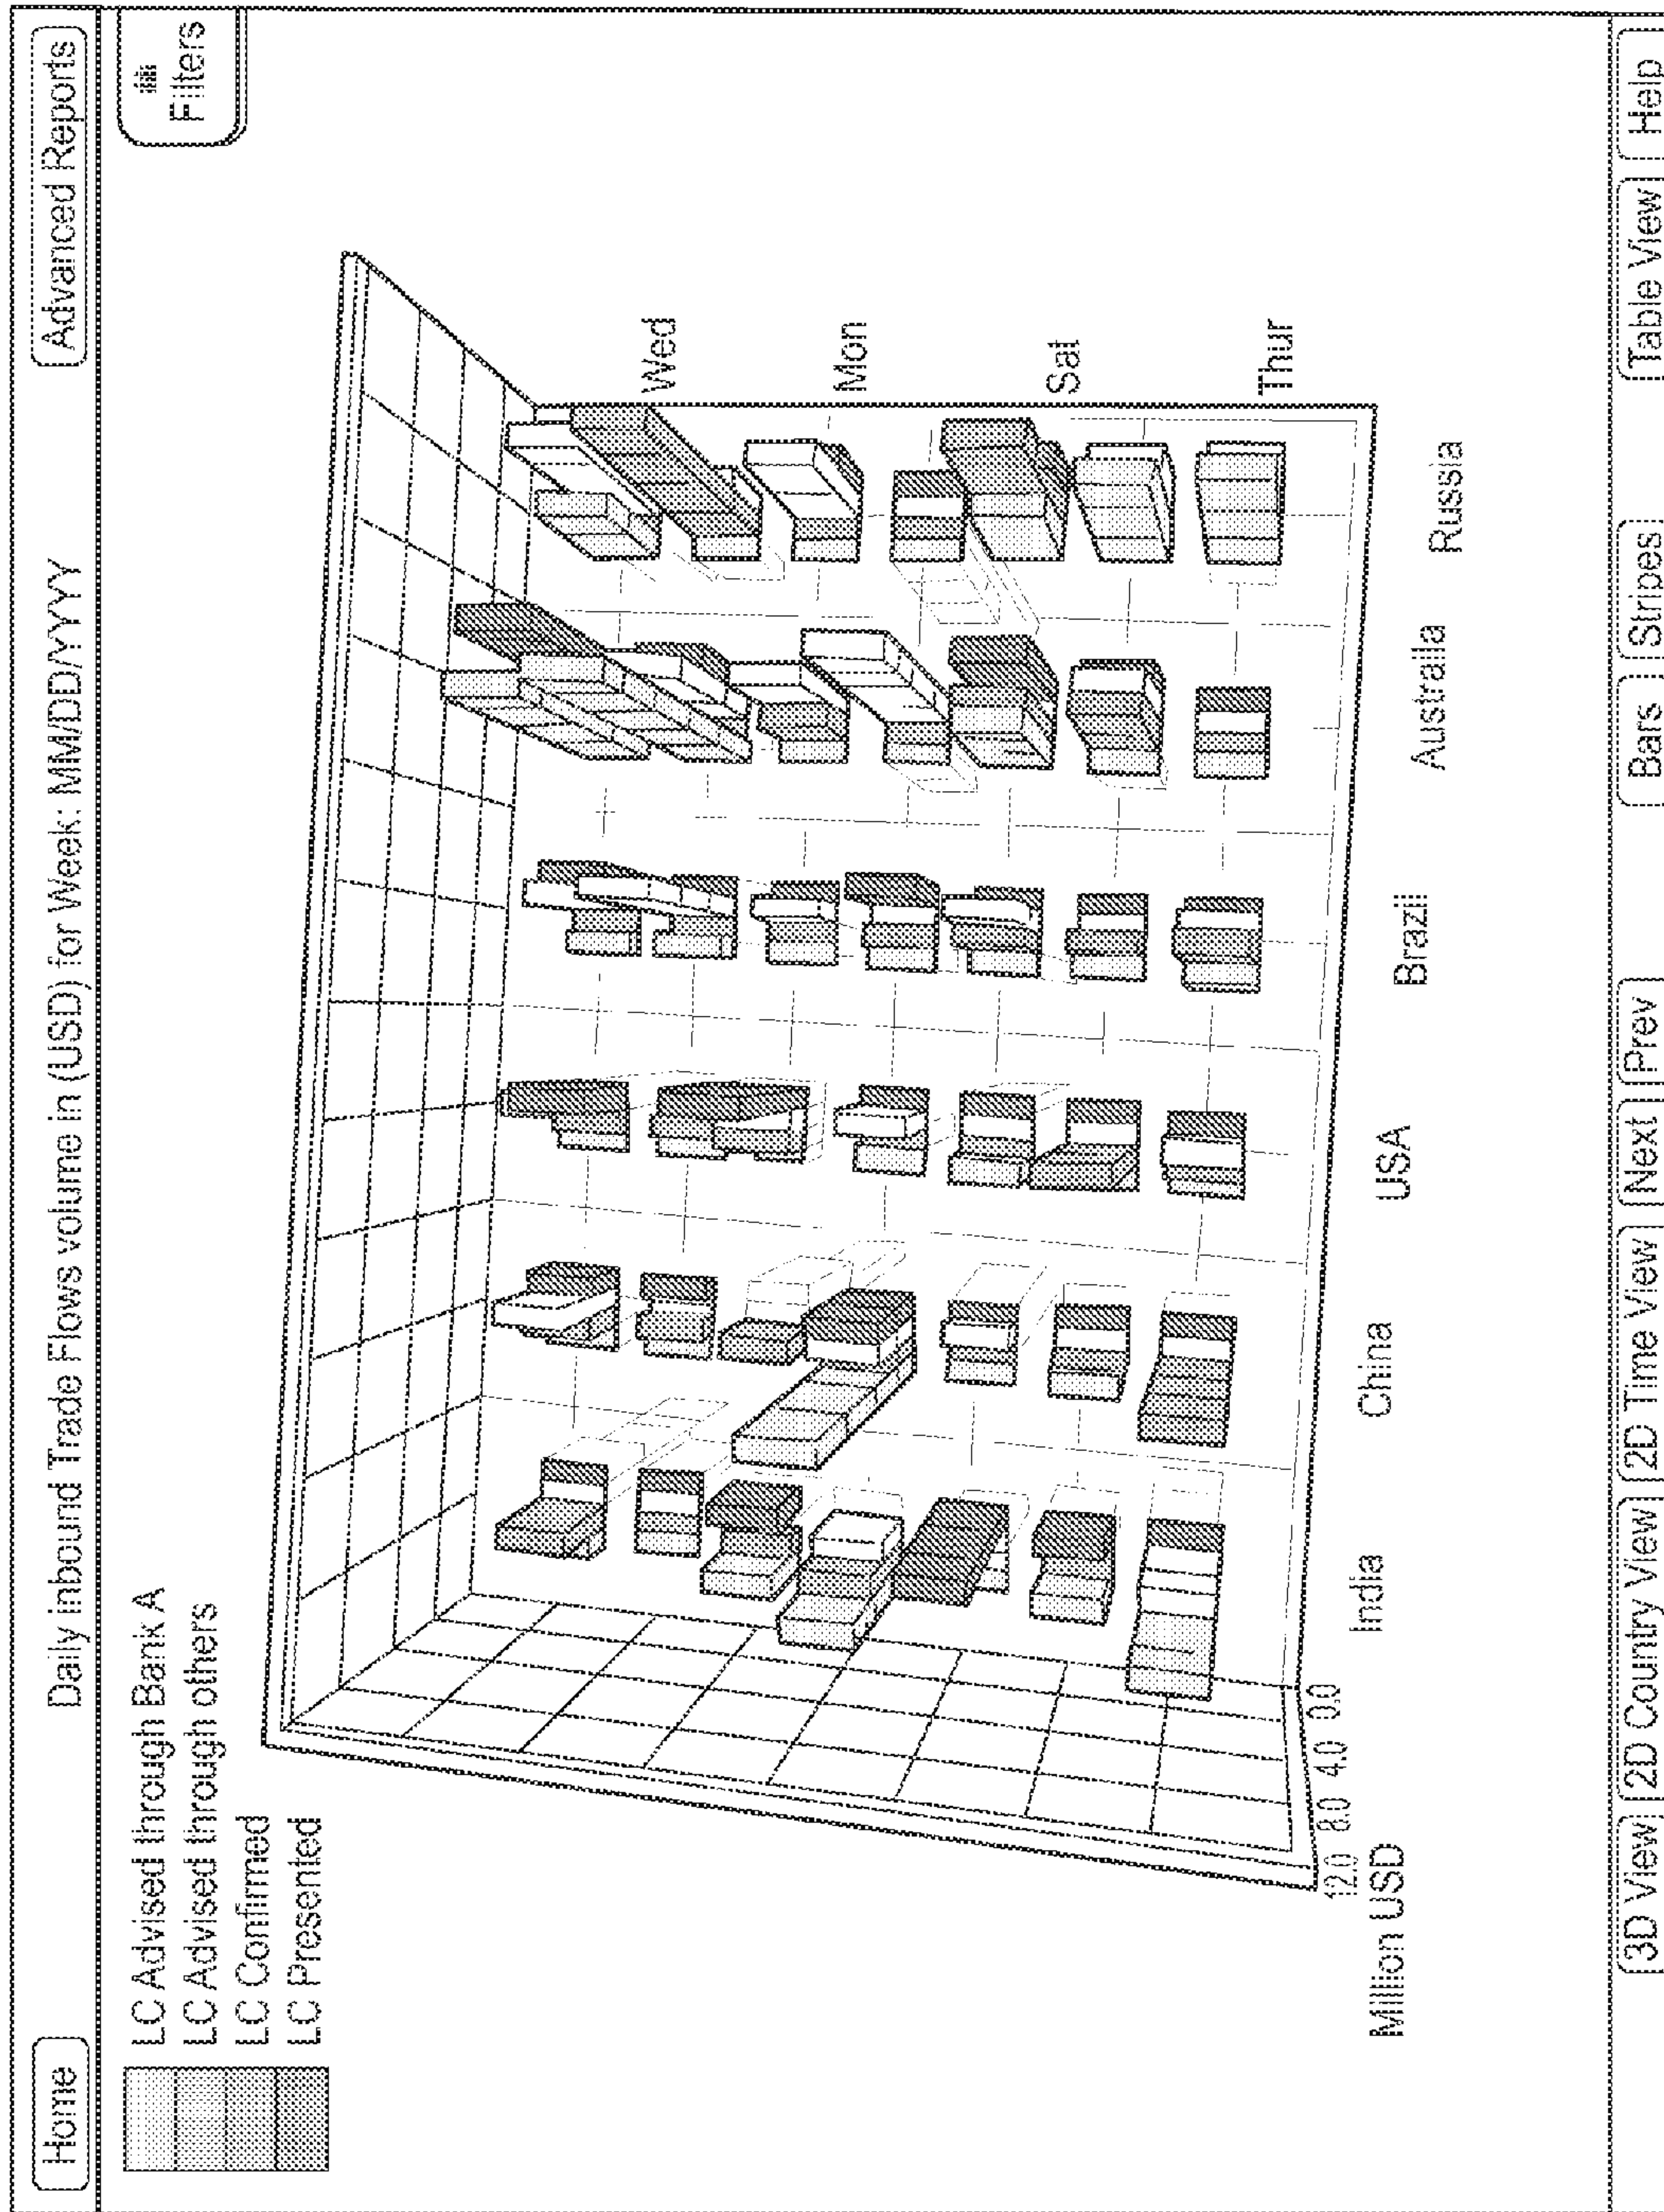 Home
Daily Inbound Trade Flows volume in (USD) for Week: MM/DD/YYYY
Advanced Reports
Filters
LC Advised through Bank A
LC Advised through others
LC Confirmed
LC Presented
Wed
Mon
Sat
Thur
12.0 8.0 4.0 0.0
Million USD
India
China
USA
Brazil
Australia
Russia
3D View 2D Country View 2D Time View Next Prev Bars Stripes Table View Help